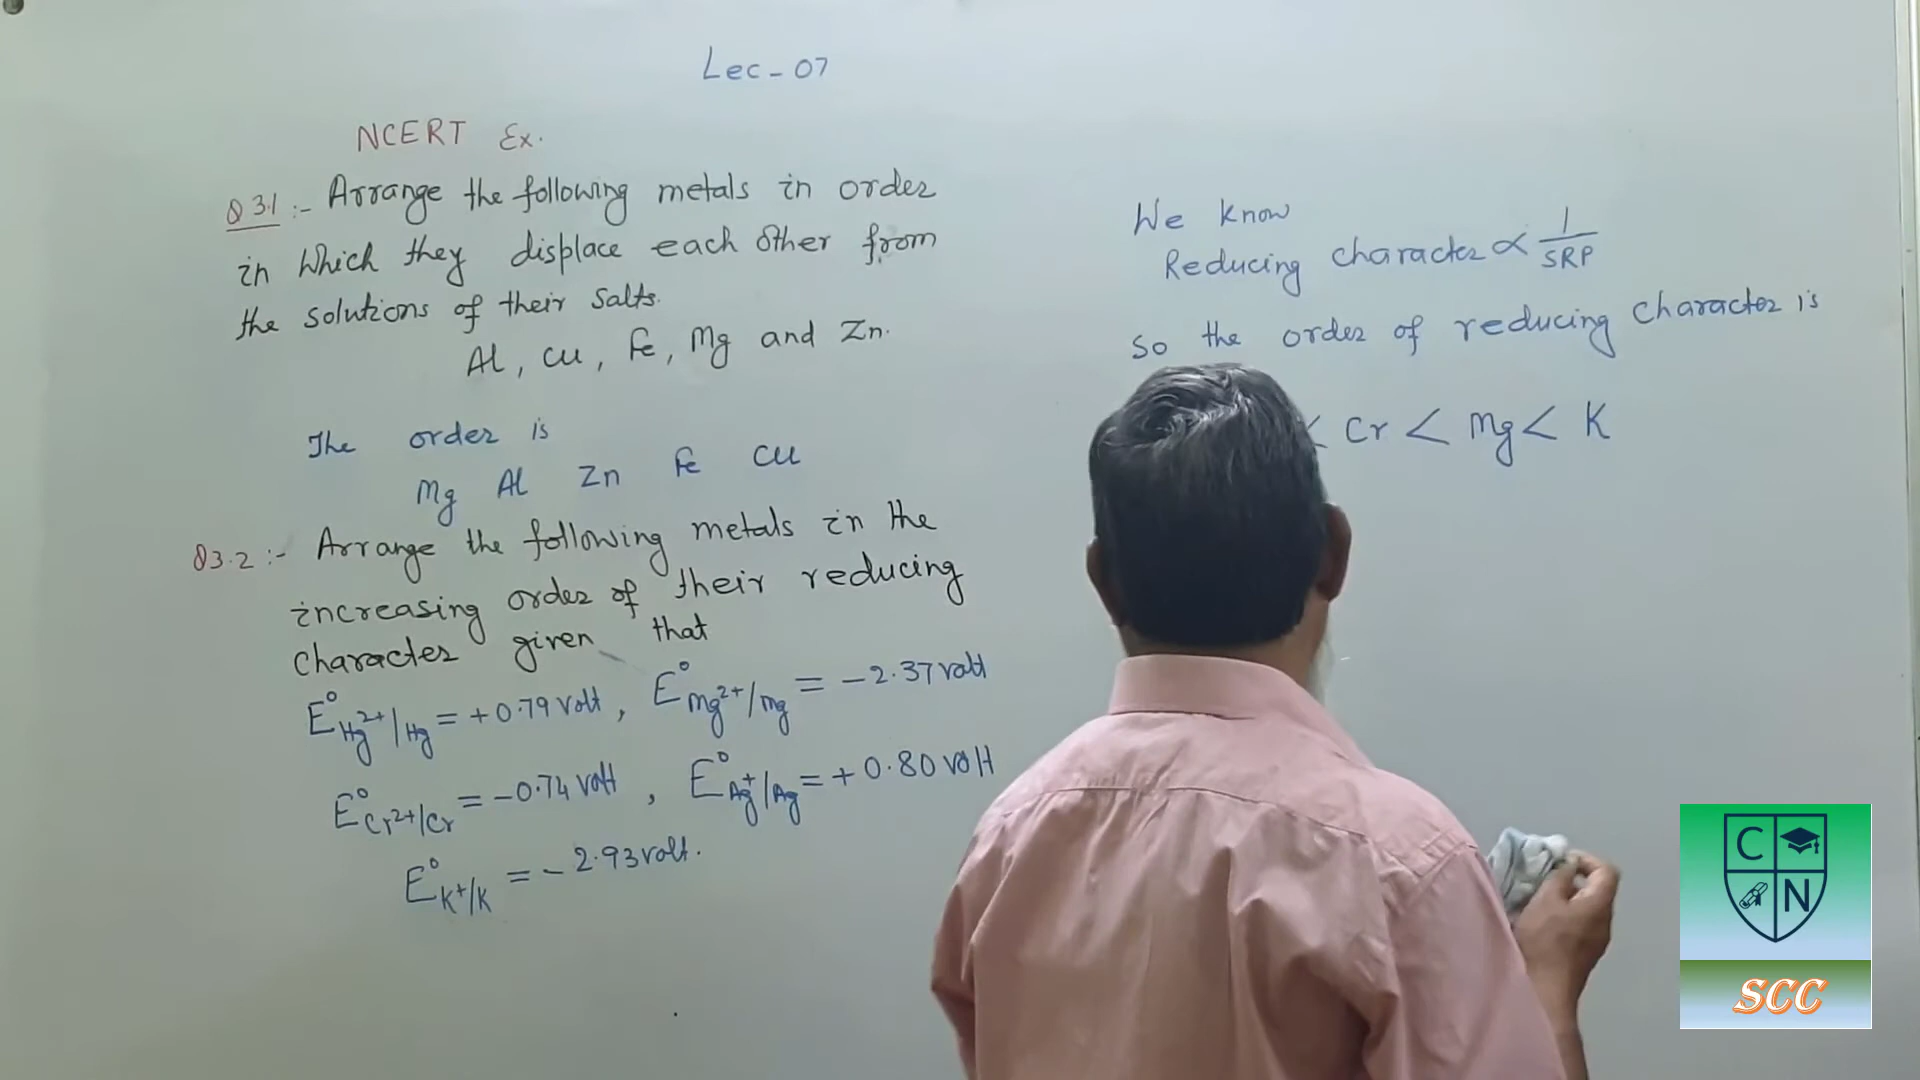 Lec - 07
NCERT Ex.
Q 3.1 :- Arrange the following metals in order
in which they displace each other from
the solutions of their salts.
Al, Cu, Fe, Mg and Zn.
The order is
Mg Al Zn Fe Cu
Q3.2 :- Arrange the following metals in the
increasing order of their reducing
character given that
E°Hg²⁺/Hg = +0.79 volt, E°Mg²⁺/Mg = -2.37 volt
E°Cr²⁺/Cr = -0.74 volt, E°Ag⁺/Ag = +0.80 volt
E°K⁺/K = -2.93 volt.
We know
Reducing character ∝ 1/SRP
So the order of reducing character is
< Cr < Mg < K
C
N
SCC